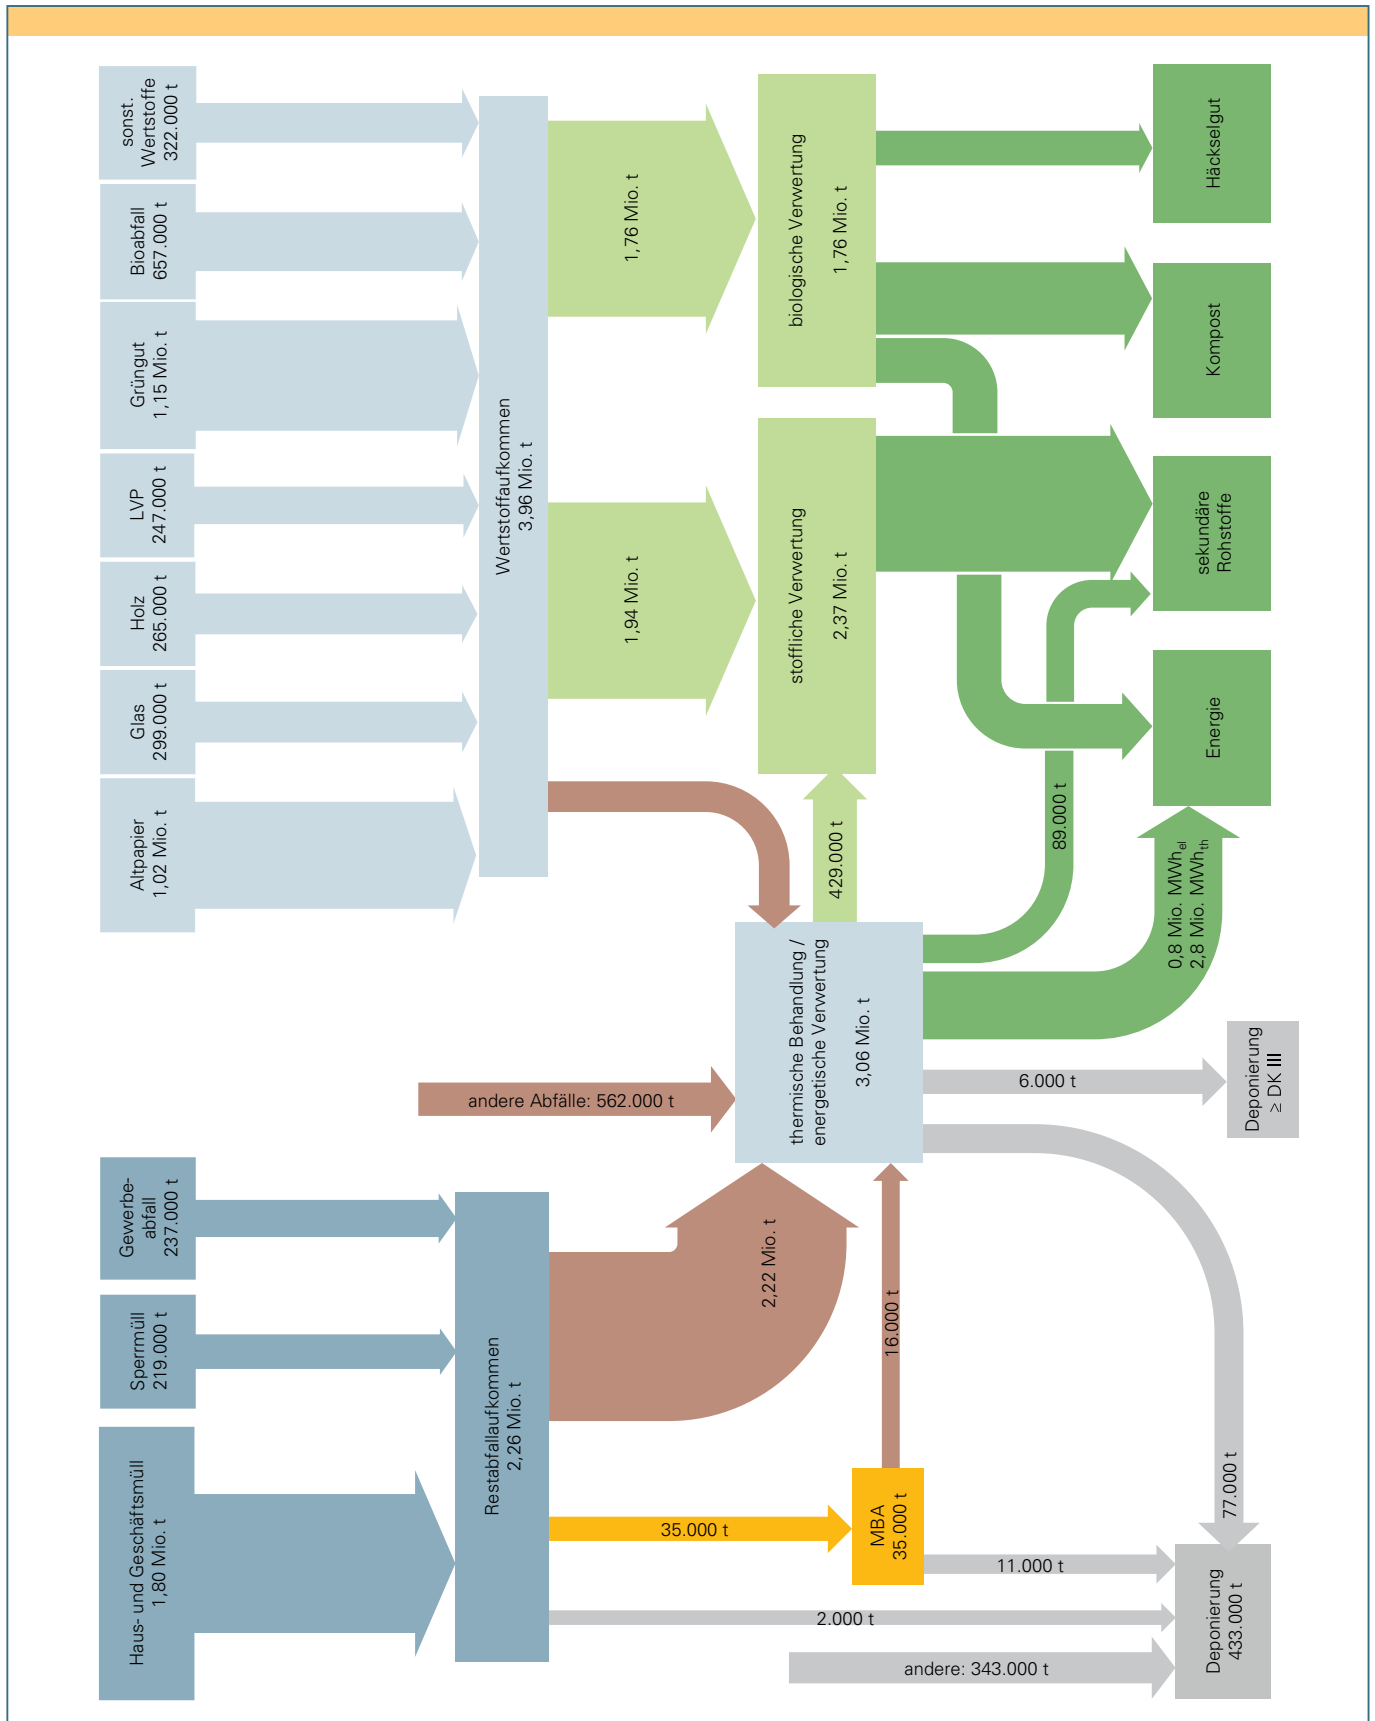 Haus- und Geschäftsmüll
1,80 Mio. t
Sperrmüll
219.000 t
Gewerbe-
abfall
237.000 t
Altpapier
1,02 Mio. t
Glas
299.000 t
Holz
265.000 t
LVP
247.000 t
Grüngut
1,15 Mio. t
Bioabfall
657.000 t
sonst.
Wertstoffe
322.000 t
Restabfallaufkommen
2,26 Mio. t
andere Abfälle: 562.000 t
Wertstoffaufkommen
3,96 Mio. t
35.000 t
2,22 Mio. t
1,94 Mio. t
1,76 Mio. t
andere: 343.000 t
2.000 t
MBA
35.000 t
16.000 t
11.000 t
thermische Behandlung /
energetische Verwertung
3,06 Mio. t
429.000 t
stoffliche Verwertung
2,37 Mio. t
biologische Verwertung
1,76 Mio. t
77.000 t
6.000 t
0,8 Mio. MWhel
2,8 Mio. MWhth
89.000 t
Deponierung
433.000 t
Deponierung
≥ DK III
Energie
sekundäre
Rohstoffe
Kompost
Häckselgut